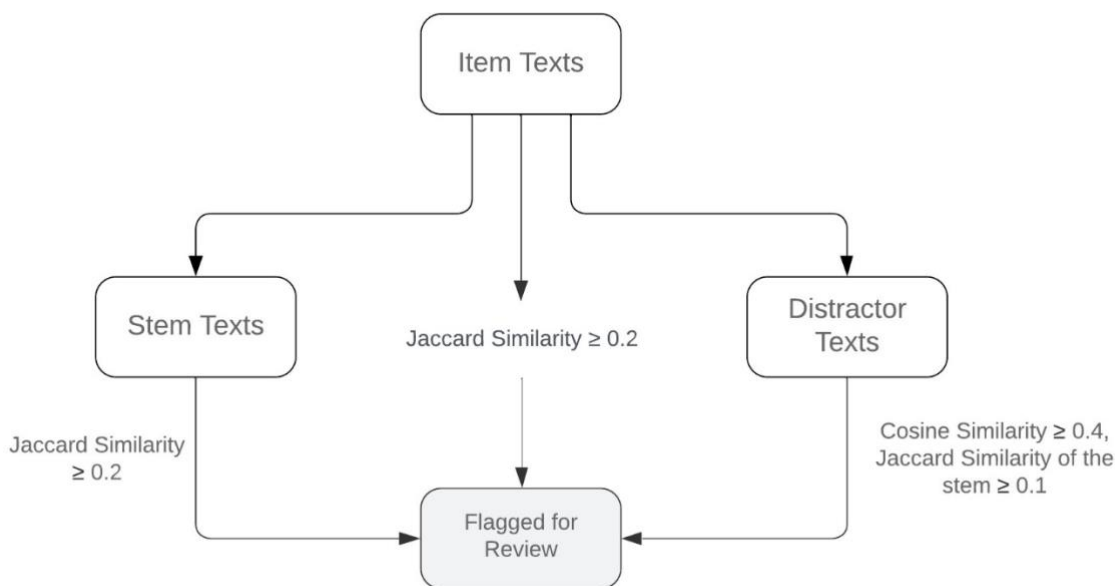 Item Texts
Stem Texts
Jaccard Similarity ≥ 0.2
Distractor
Texts
Jaccard Similarity
≥ 0.2
Cosine Similarity ≥ 0.4,
Jaccard Similarity of the
stem ≥ 0.1
Flagged for
Review